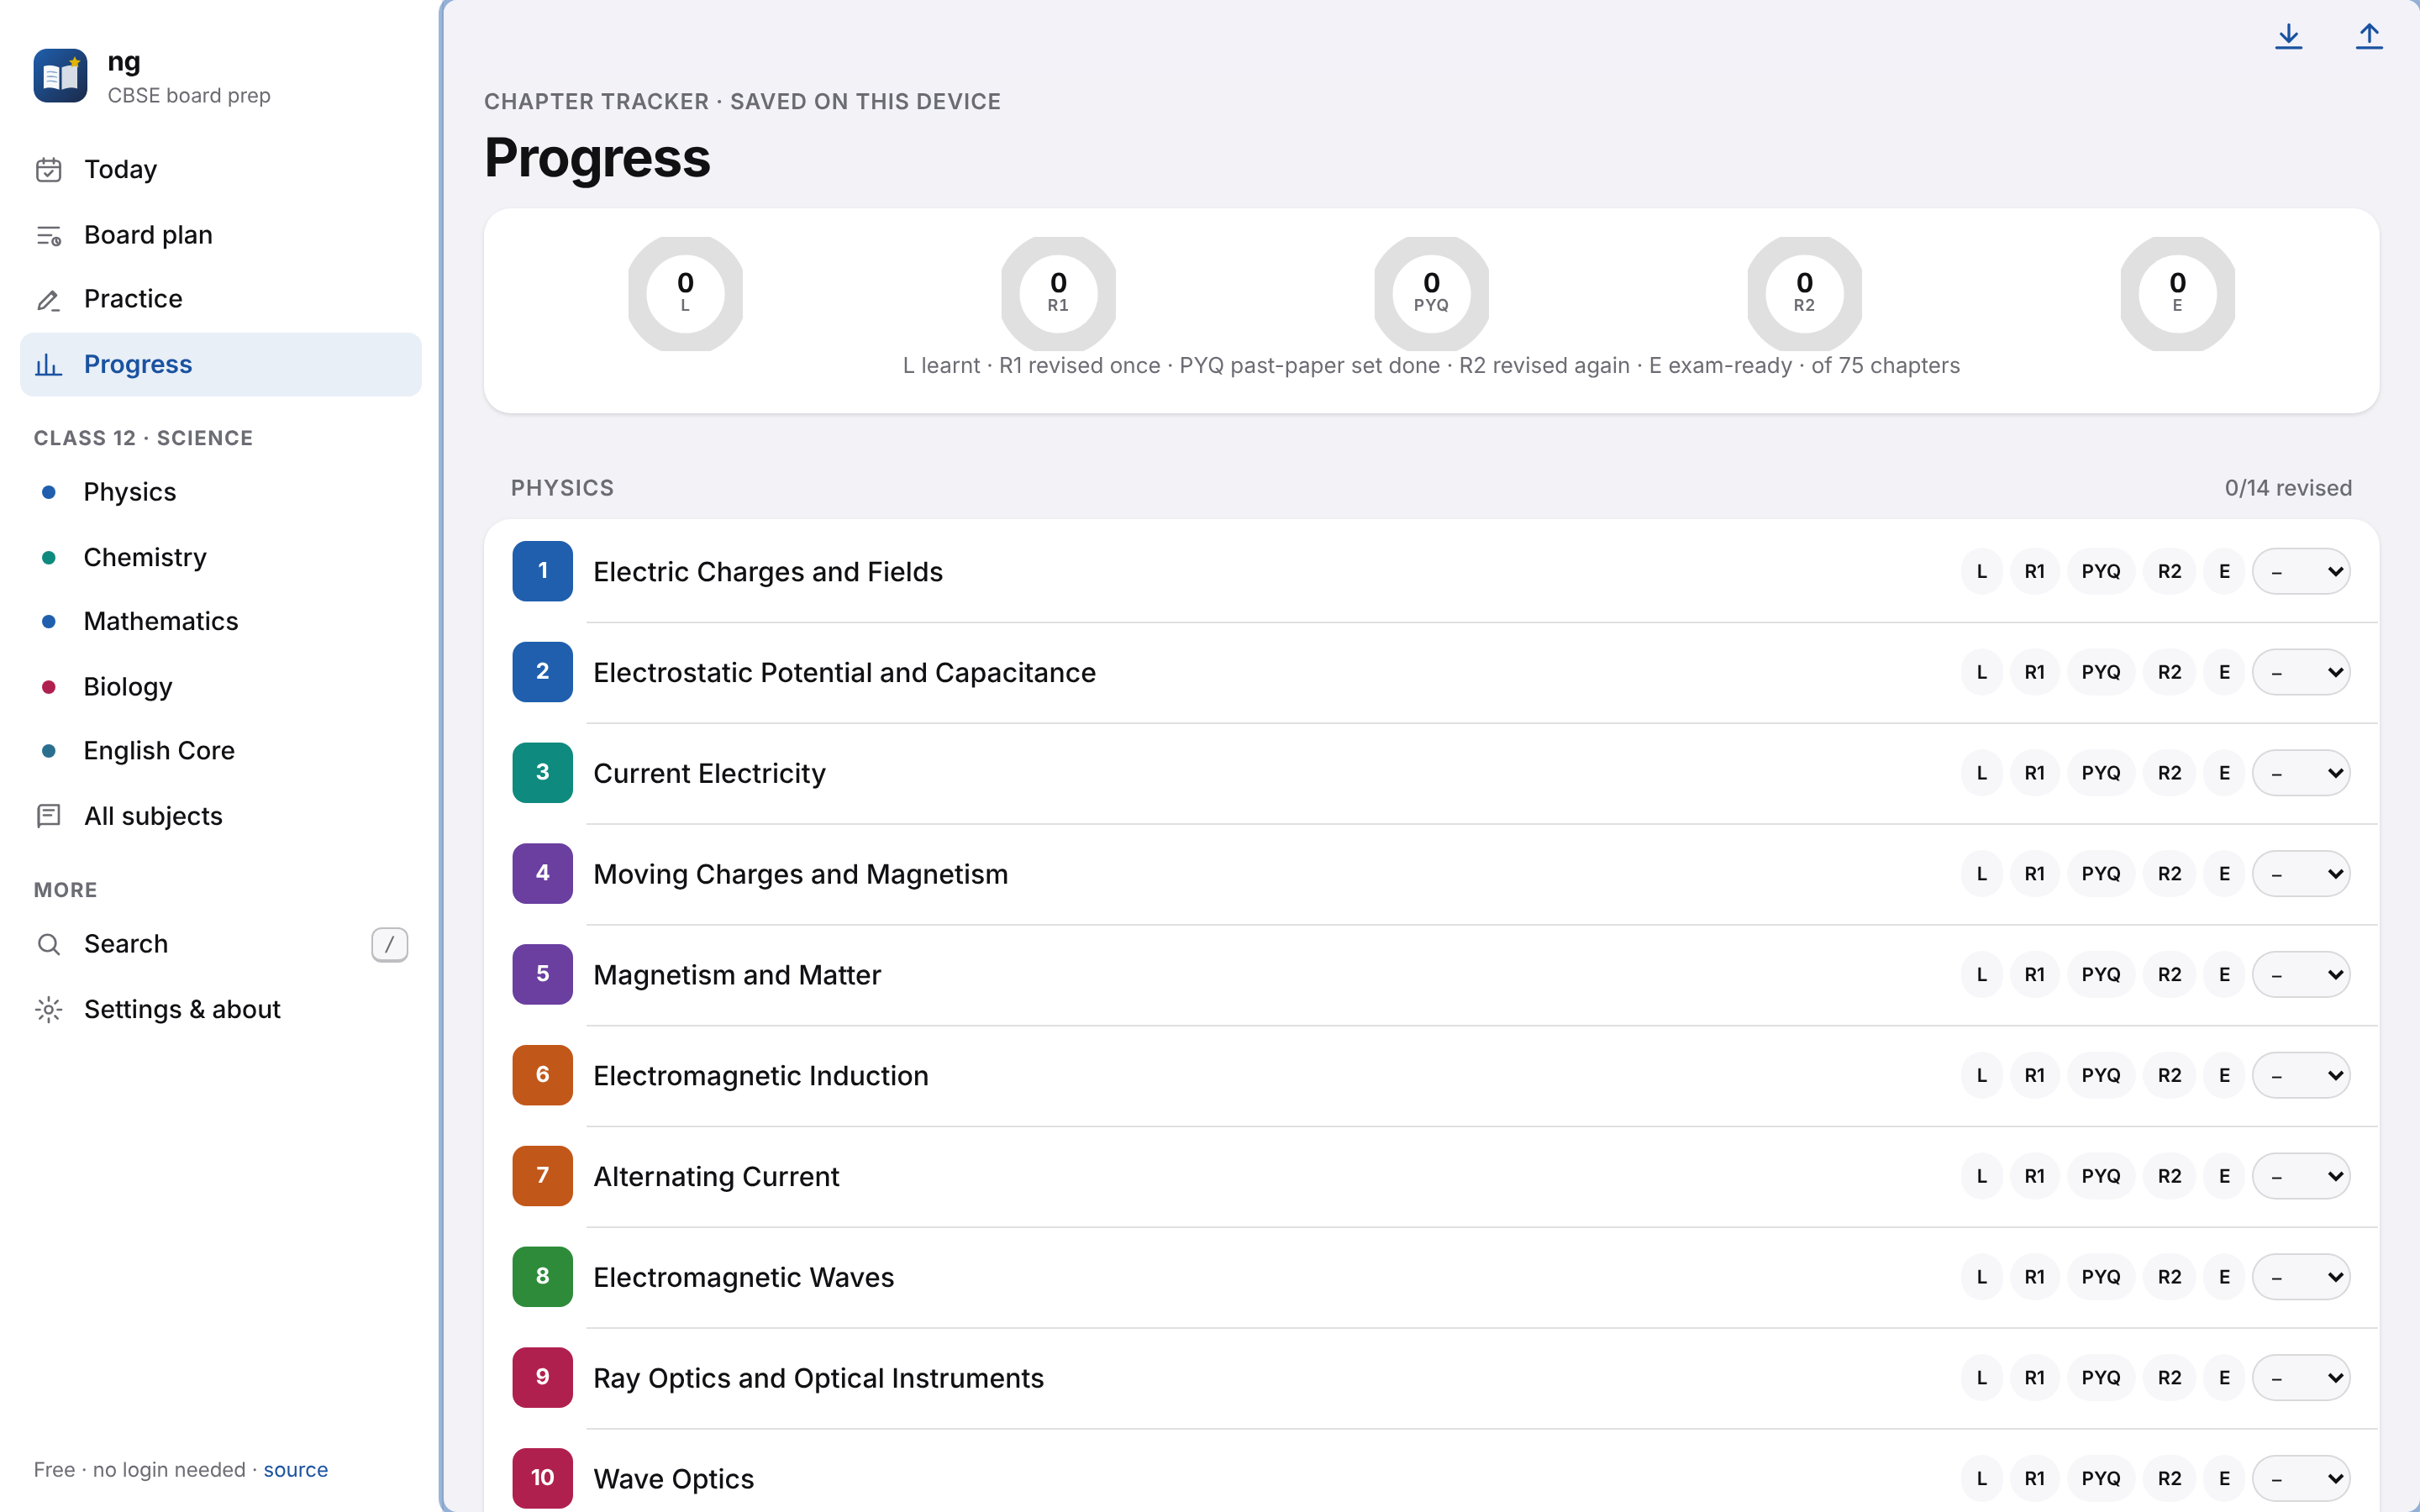 ng
CBSE board prep
Today
Board plan
Practice
Progress
CLASS 12 · SCIENCE
Physics
Chemistry
Mathematics
Biology
English Core
All subjects
MORE
Search /
Settings & about
Free · no login needed · source
CHAPTER TRACKER · SAVED ON THIS DEVICE
Progress
0 0 0 0 0
L R1 PYQ R2 E
L learnt · R1 revised once · PYQ past-paper set done · R2 revised again · E exam-ready · of 75 chapters
PHYSICS 0/14 revised
1 Electric Charges and Fields L R1 PYQ R2 E –
2 Electrostatic Potential and Capacitance L R1 PYQ R2 E –
3 Current Electricity L R1 PYQ R2 E –
4 Moving Charges and Magnetism L R1 PYQ R2 E –
5 Magnetism and Matter L R1 PYQ R2 E –
6 Electromagnetic Induction L R1 PYQ R2 E –
7 Alternating Current L R1 PYQ R2 E –
8 Electromagnetic Waves L R1 PYQ R2 E –
9 Ray Optics and Optical Instruments L R1 PYQ R2 E –
10 Wave Optics L R1 PYQ R2 E –